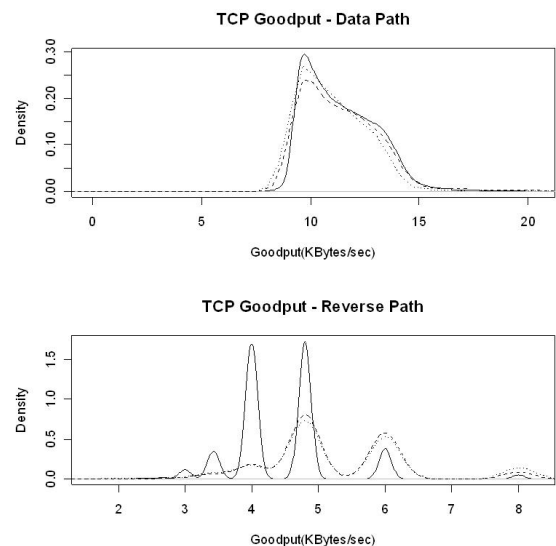 TCP Goodput - Data Path
Density
0.00 0.10 0.20 0.30
0 5 10 15 20
Goodput(KBytes/sec)
TCP Goodput - Reverse Path
Density
0.0 0.5 1.0 1.5
2 3 4 5 6 7 8
Goodput(KBytes/sec)